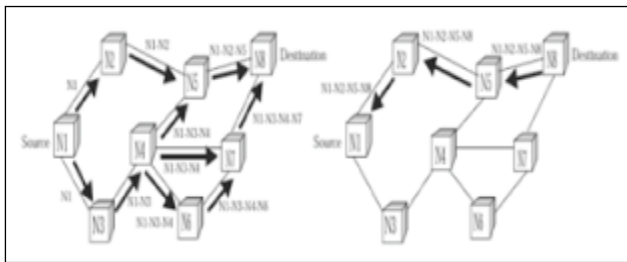 N1-N2
N2
N1-N2-N5
N8
Destination
N1
N5
N1-N3-N4-N7
Source
N1
N4
N1-N3-N4
N7
N1-N3-N4
N1
N1-N3
N3
N1-N3-N4
N6
N1-N3-N4-N6
N1-N2-N5-N8
N2
N1-N2-N5-N8
N8
Destination
N5
N1-N2-N5-N8
Source
N1
N4
N7
N3
N6